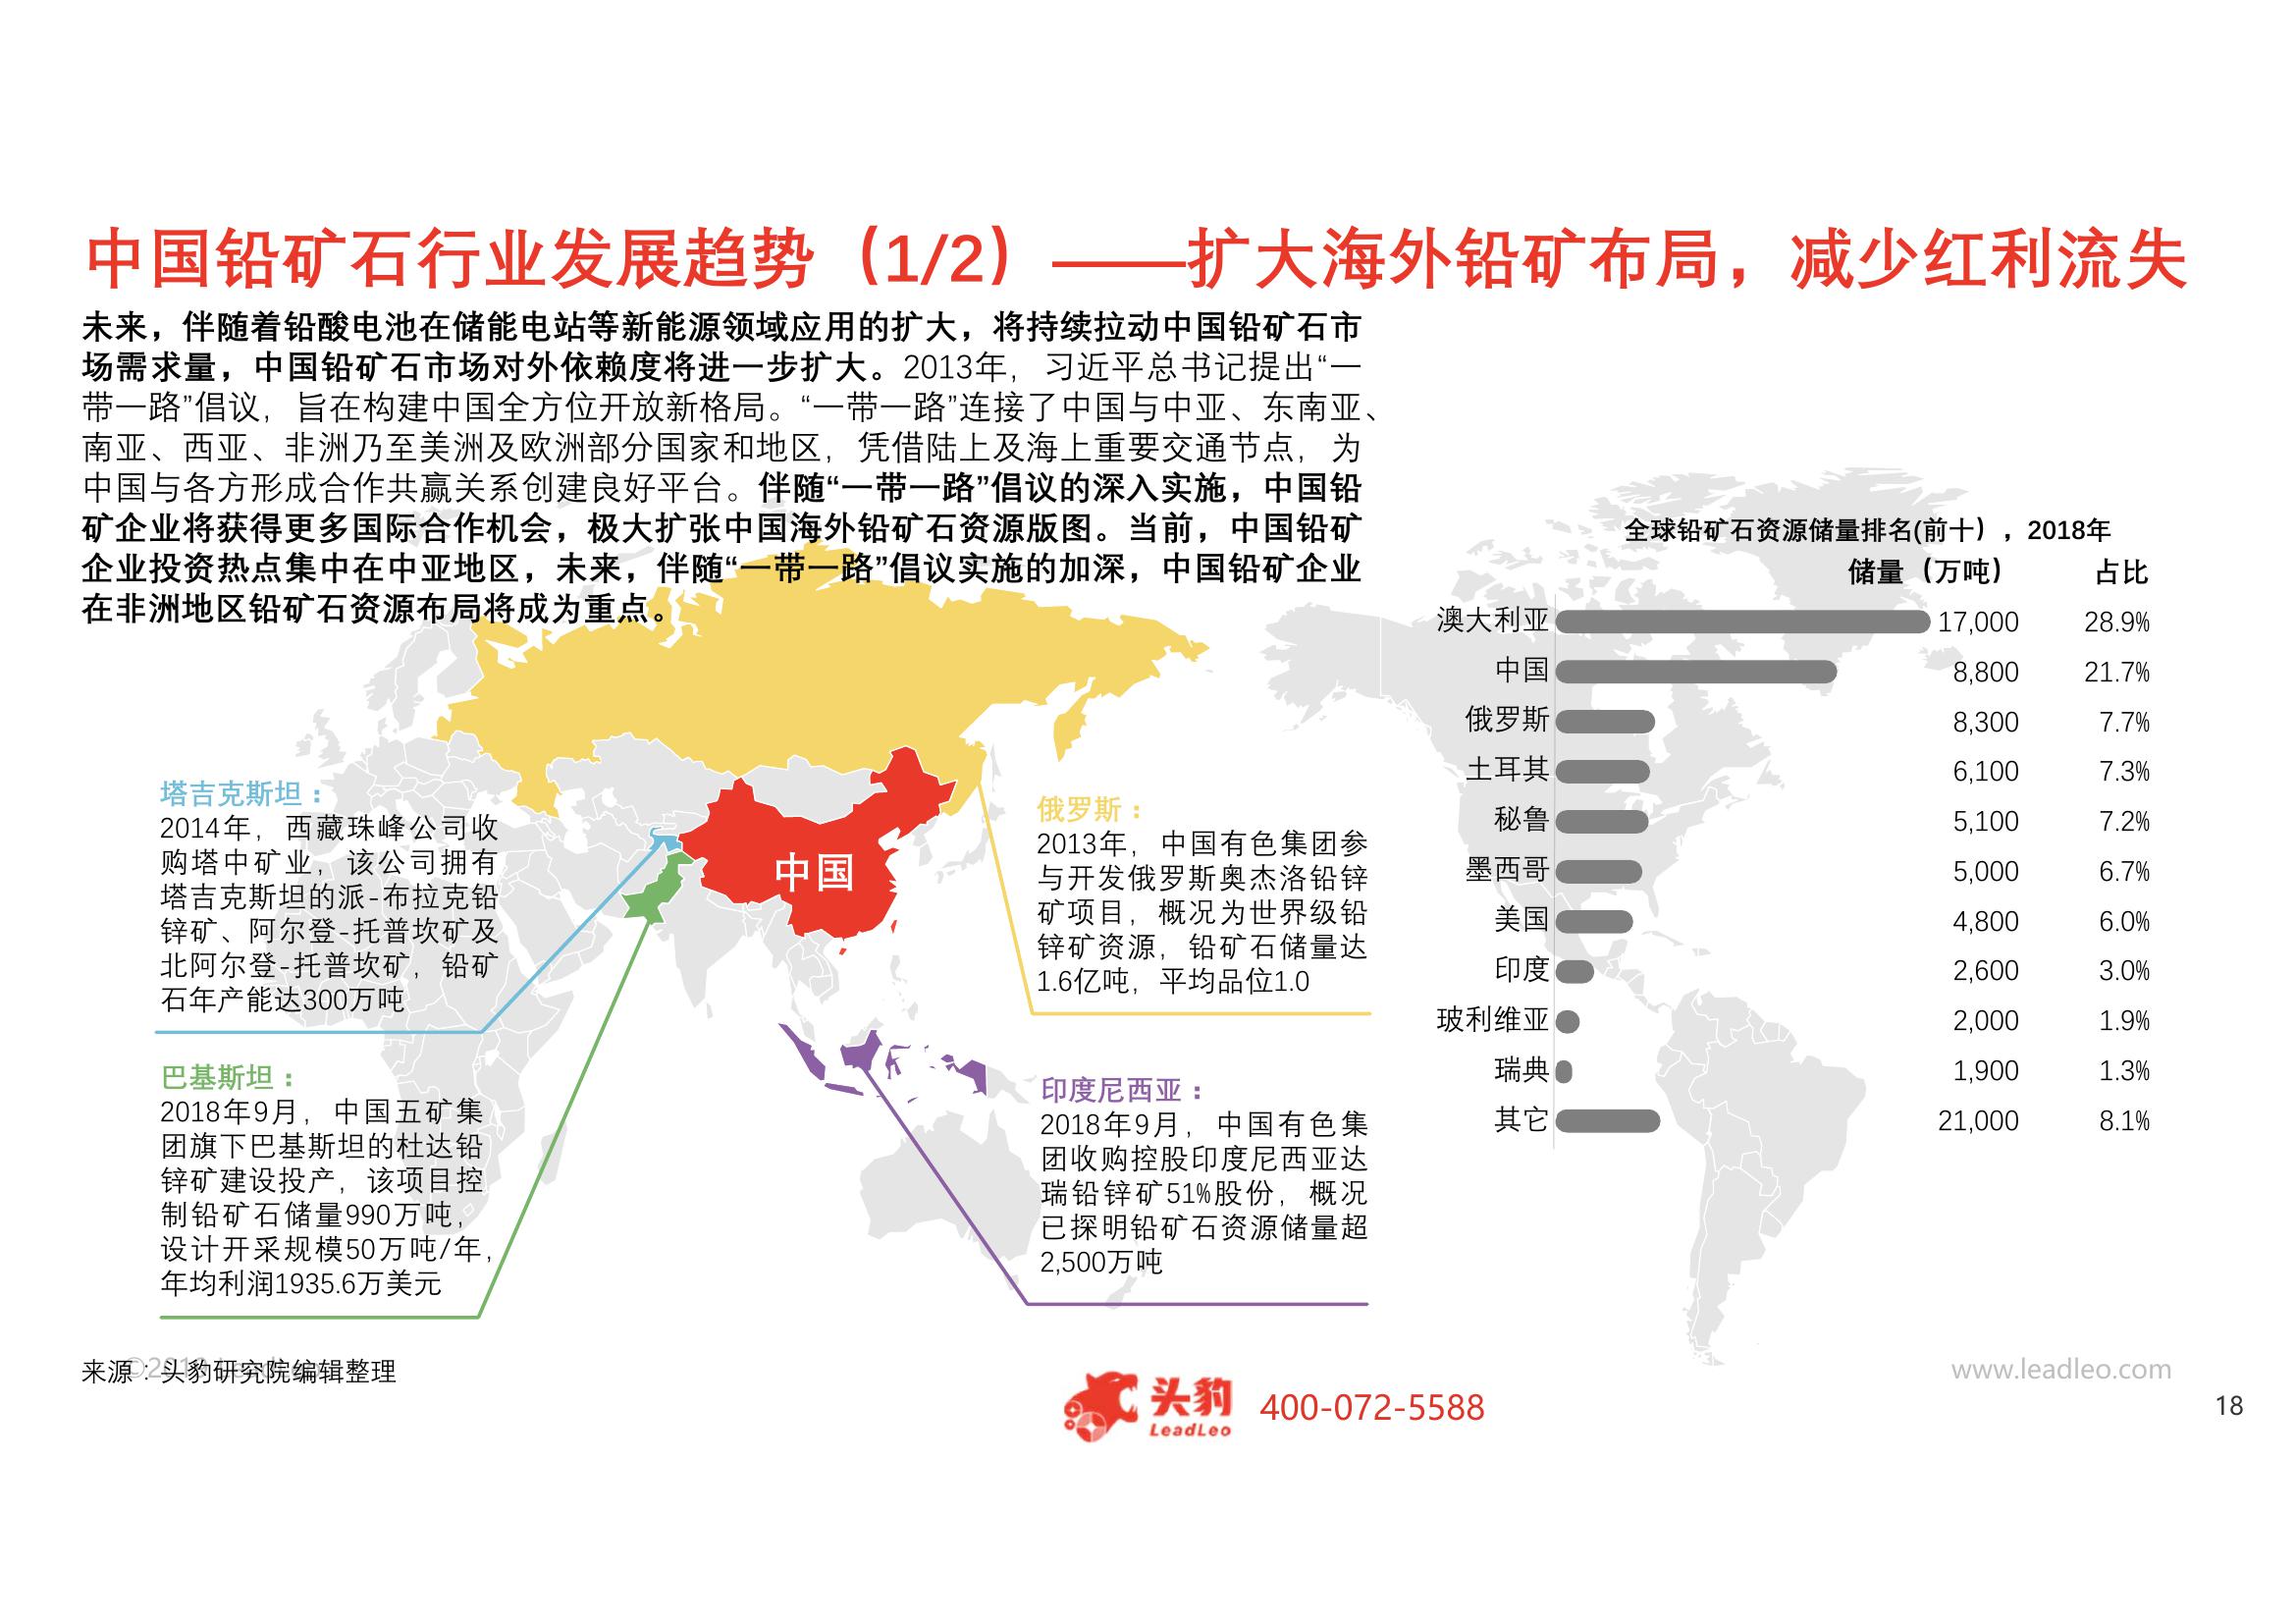 中国铅矿石行业发展趋势（1/2）——扩大海外铅矿布局，减少红利流失
未来，伴随着铅酸电池在储能电站等新能源领域应用的扩大，将持续拉动中国铅矿石市
场需求量，中国铅矿石市场对外依赖度将进一步扩大。2013年，习近平总书记提出“一
带一路”倡议，旨在构建中国全方位开放新格局。“一带一路”连接了中国与中亚、东南亚、
南亚、西亚、非洲乃至美洲及欧洲部分国家和地区，凭借陆上及海上重要交通节点，为
中国与各方形成合作共赢关系创建良好平台。伴随“一带一路”倡议的深入实施，中国铅
矿企业将获得更多国际合作机会，极大扩张中国海外铅矿石资源版图。当前，中国铅矿
企业投资热点集中在中亚地区，未来，伴随“一带一路”倡议实施的加深，中国铅矿企业
在非洲地区铅矿石资源布局将成为重点。
塔吉克斯坦：
2014年，西藏珠峰公司收
购塔中矿业，该公司拥有
塔吉克斯坦的派-布拉克铅
锌矿、阿尔登-托普坎矿及
北阿尔登-托普坎矿，铅矿
石年产能达300万吨
巴基斯坦：
2018年9月，中国五矿集
团旗下巴基斯坦的杜达铅
锌矿建设投产，该项目控
制铅矿石储量990万吨，
设计开采规模50万吨/年，
年均利润1935.6万美元
中国
俄罗斯：
2013年，中国有色集团参
与开发俄罗斯奥杰洛铅锌
矿项目，概况为世界级铅
锌矿资源，铅矿石储量达
1.6亿吨，平均品位1.0
印度尼西亚：
2018年9月，中国有色集
团收购控股印度尼西亚达
瑞铅锌矿51%股份，概况
已探明铅矿石资源储量超
2,500万吨
全球铅矿石资源储量排名(前十），2018年
储量（万吨） 占比
澳大利亚 17,000 28.9%
中国 8,800 21.7%
俄罗斯 8,300 7.7%
土耳其 6,100 7.3%
秘鲁 5,100 7.2%
墨西哥 5,000 6.7%
美国 4,800 6.0%
印度 2,600 3.0%
玻利维亚 2,000 1.9%
瑞典 1,900 1.3%
其它 21,000 8.1%
来源：头豹研究院编辑整理
www.leadleo.com
头豹
LeadLeo
400-072-5588
18